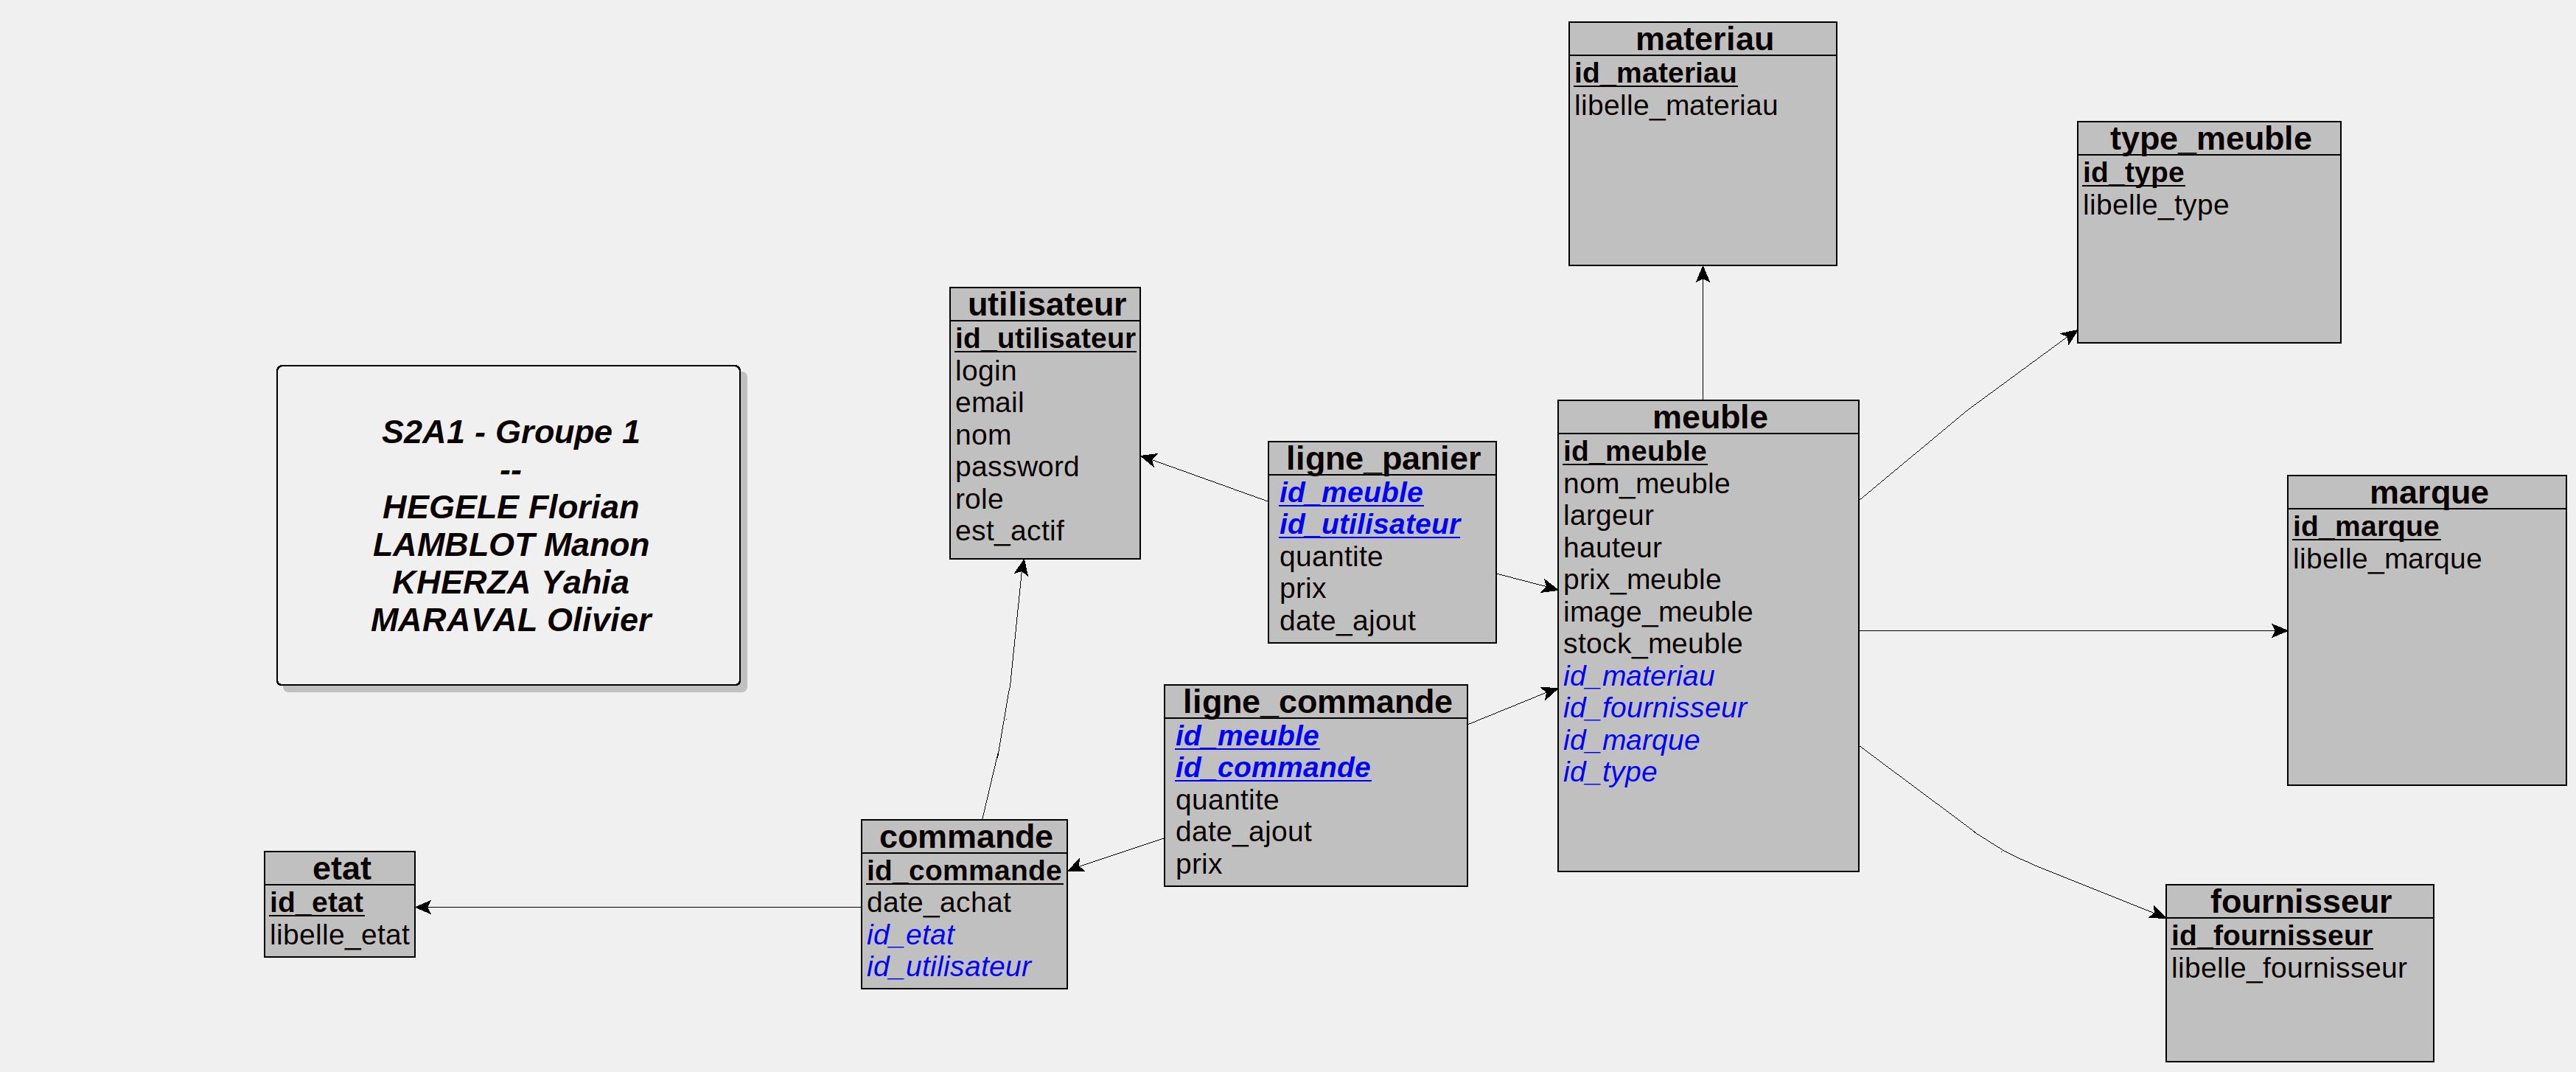 materiau
id_materiau
libelle_materiau
type_meuble
id_type
libelle_type
utilisateur
id_utilisateur
login
email
nom
password
role
est_actif
S2A1 - Groupe 1
--
HEGELE Florian
LAMBLOT Manon
KHERZA Yahia
MARAVAL Olivier
ligne_panier
id_meuble
id_utilisateur
quantite
prix
date_ajout
meuble
id_meuble
nom_meuble
largeur
hauteur
prix_meuble
image_meuble
stock_meuble
id_materiau
id_fournisseur
id_marque
id_type
marque
id_marque
libelle_marque
ligne_commande
id_meuble
id_commande
quantite
date_ajout
prix
commande
id_commande
date_achat
id_etat
id_utilisateur
etat
id_etat
libelle_etat
fournisseur
id_fournisseur
libelle_fournisseur